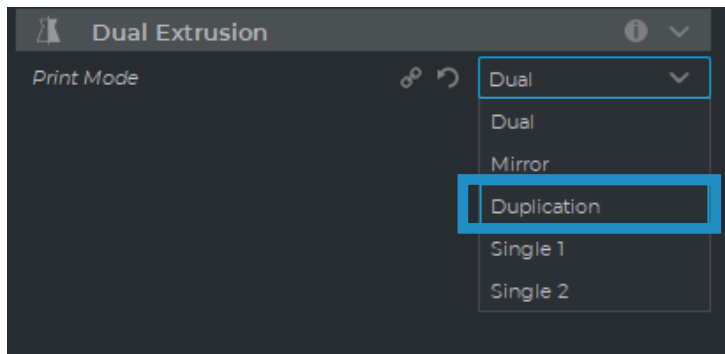 Dual Extrusion
Print Mode
Dual
Dual
Mirror
Duplication
Single 1
Single 2